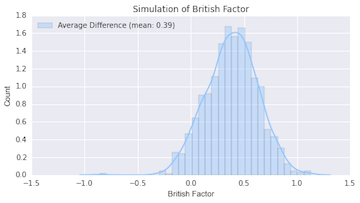 Simulation of British Factor
Average Difference (mean: 0.39)
Count
1.8
1.6
1.4
1.2
1.0
0.8
0.6
0.4
0.2
0.0
-1.5 -1.0 -0.5 0.0 0.5 1.0 1.5
British Factor